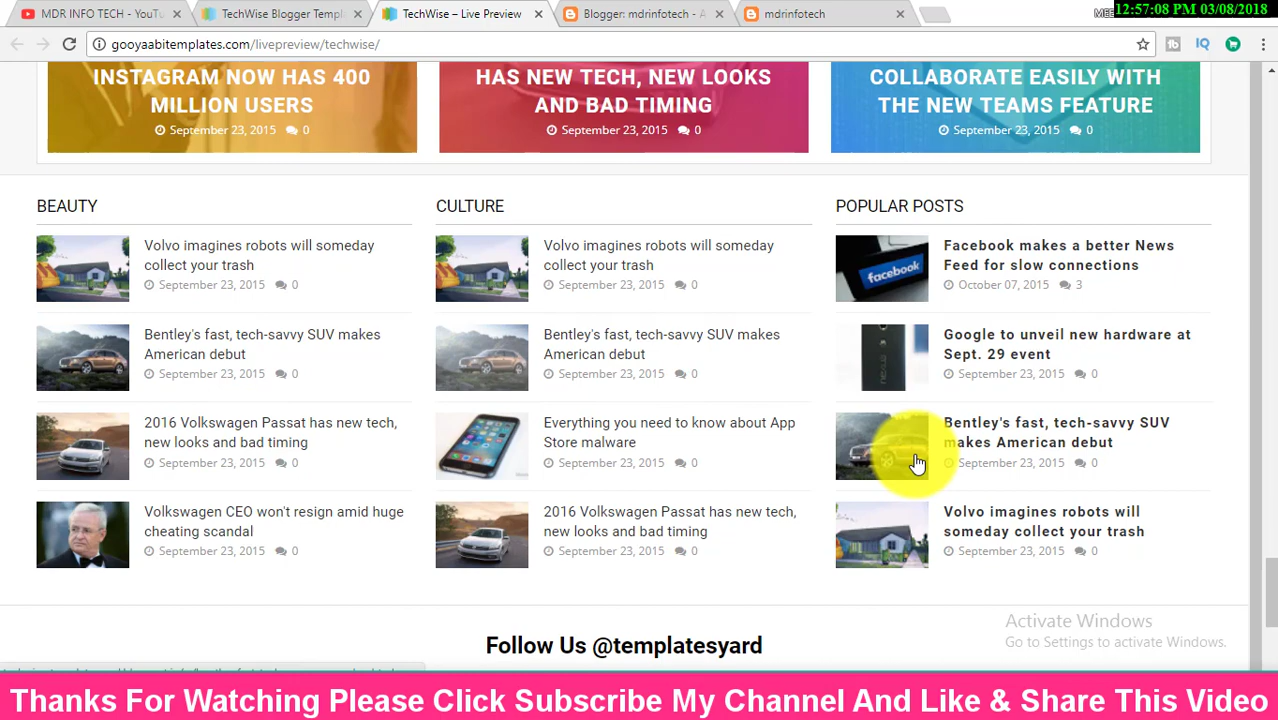 MDR INFO TECH - YouTu
TechWise Blogger Templ
TechWise – Live Preview
Blogger: mdrinfotech - A
mdrinfotech
12:57:08 PM 03/08/2018
gooyaabitemplates.com/livepreview/techwise/
INSTAGRAM NOW HAS 400
MILLION USERS
September 23, 2015 0
HAS NEW TECH, NEW LOOKS
AND BAD TIMING
September 23, 2015 0
COLLABORATE EASILY WITH
THE NEW TEAMS FEATURE
September 23, 2015 0
BEAUTY
Volvo imagines robots will someday
collect your trash
September 23, 2015 0
Bentley's fast, tech-savvy SUV makes
American debut
September 23, 2015 0
2016 Volkswagen Passat has new tech,
new looks and bad timing
September 23, 2015 0
Volkswagen CEO won't resign amid huge
cheating scandal
September 23, 2015 0
CULTURE
Volvo imagines robots will someday
collect your trash
September 23, 2015 0
Bentley's fast, tech-savvy SUV makes
American debut
September 23, 2015 0
Everything you need to know about App
Store malware
September 23, 2015 0
2016 Volkswagen Passat has new tech,
new looks and bad timing
September 23, 2015 0
POPULAR POSTS
facebook
Facebook makes a better News
Feed for slow connections
October 07, 2015 3
nexus
Google to unveil new hardware at
Sept. 29 event
September 23, 2015 0
Bentley's fast, tech-savvy SUV
makes American debut
September 23, 2015 0
Volvo imagines robots will
someday collect your trash
September 23, 2015 0
Follow Us @templatesyard
Activate Windows
Go to Settings to activate Windows.
Thanks For Watching Please Click Subscribe My Channel And Like & Share This Video